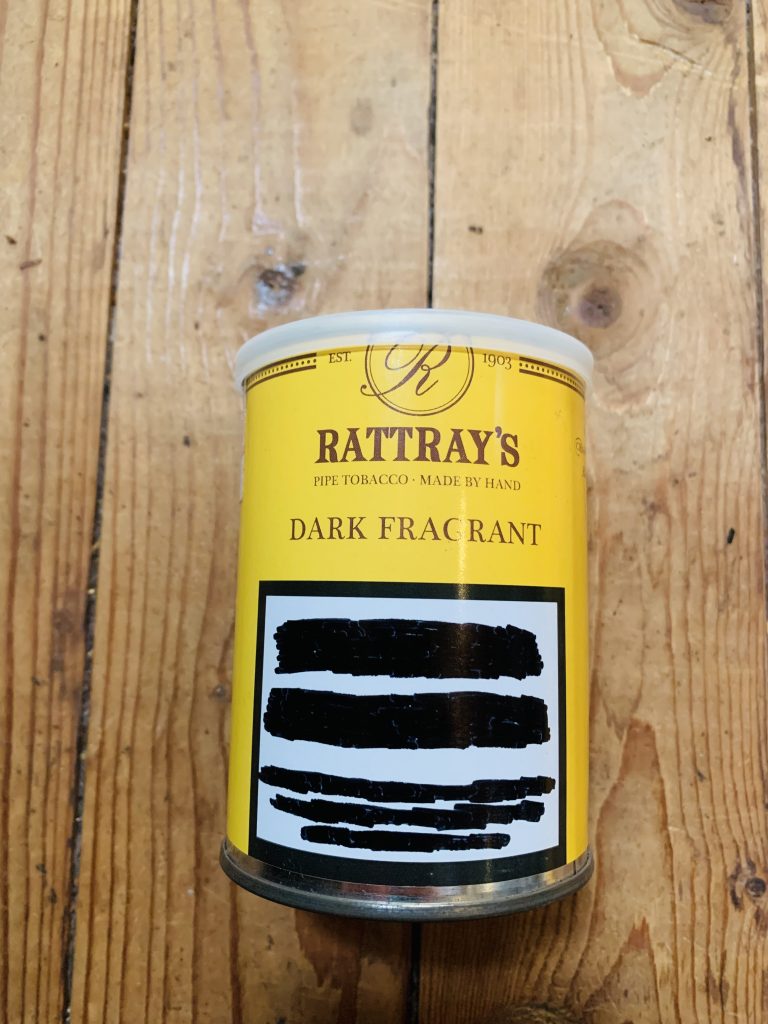 EST. R 1903
RATTRAY'S
PIPE TOBACCO · MADE BY HAND
DARK FRAGRANT